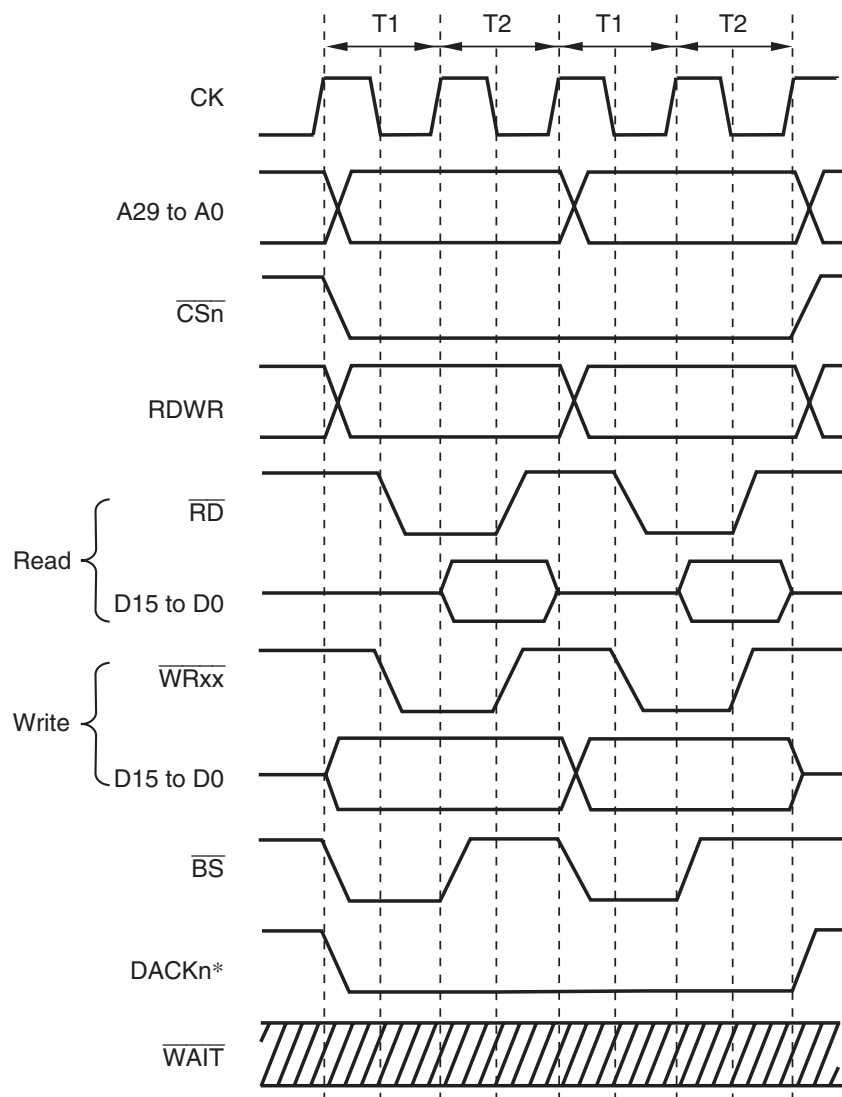 T1 T2 T1 T2
CK
A29 to A0
CSn
RDWR
RD
Read
D15 to D0
WRxx
Write
D15 to D0
BS
DACKn*
WAIT